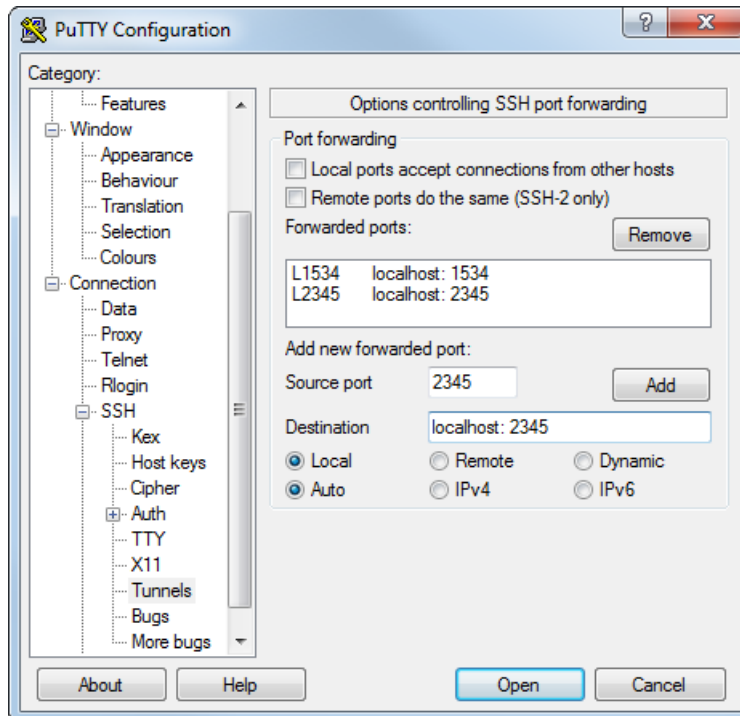 PuTTY Configuration
?
Category:
Features
Window
Appearance
Behaviour
Translation
Selection
Colours
Connection
Data
Proxy
Telnet
Rlogin
SSH
Kex
Host keys
Cipher
Auth
TTY
X11
Tunnels
Bugs
More bugs
Options controlling SSH port forwarding
Port forwarding
Local ports accept connections from other hosts
Remote ports do the same (SSH-2 only)
Forwarded ports:
Remove
L1534 localhost: 1534
L2345 localhost: 2345
Add new forwarded port:
Source port 2345 Add
Destination localhost: 2345
Local Remote Dynamic
Auto IPv4 IPv6
About Help Open Cancel